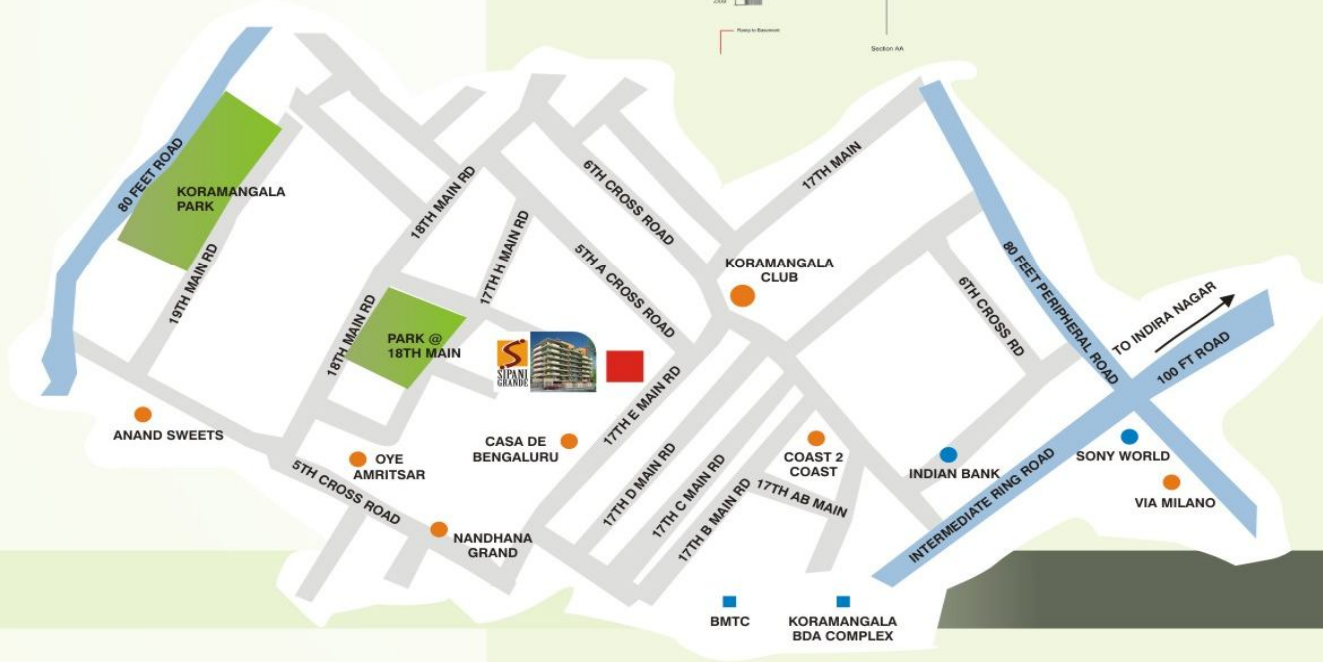 Ramp to Basement
Section AA
80 FEET ROAD
KORAMANGALA
PARK
19TH MAIN RD
18TH MAIN RD
17TH H MAIN RD
6TH CROSS ROAD
5TH A CROSS ROAD
17TH MAIN
KORAMANGALA
CLUB
18TH MAIN RD
PARK @
18TH MAIN
SIPANI
GRANDE
17TH E MAIN RD
6TH CROSS RD
80 FEET PERIPHERAL ROAD
TO INDIRA NAGAR
100 FT ROAD
ANAND SWEETS
OYE
AMRITSAR
CASA DE
BENGALURU
5TH CROSS ROAD
NANDHANA
GRAND
17TH D MAIN RD
17TH C MAIN RD
17TH B MAIN RD
COAST 2
COAST
17TH AB MAIN
INDIAN BANK
INTERMEDIATE RING ROAD
SONY WORLD
VIA MILANO
BMTC
KORAMANGALA
BDA COMPLEX